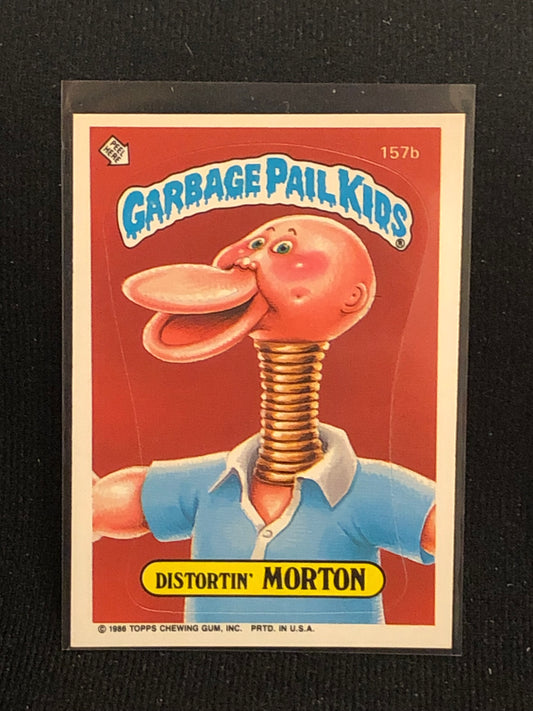 PEEL HERE
157b
GARBAGE PAIL KIDS®
DISTORTIN' MORTON
© 1986 TOPPS CHEWING GUM, INC. PRTD. IN U.S.A.